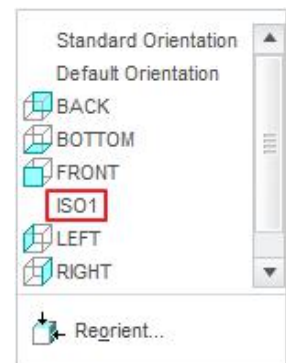 Standard Orientation
Default Orientation
BACK
BOTTOM
FRONT
ISO1
LEFT
RIGHT
Reorient...